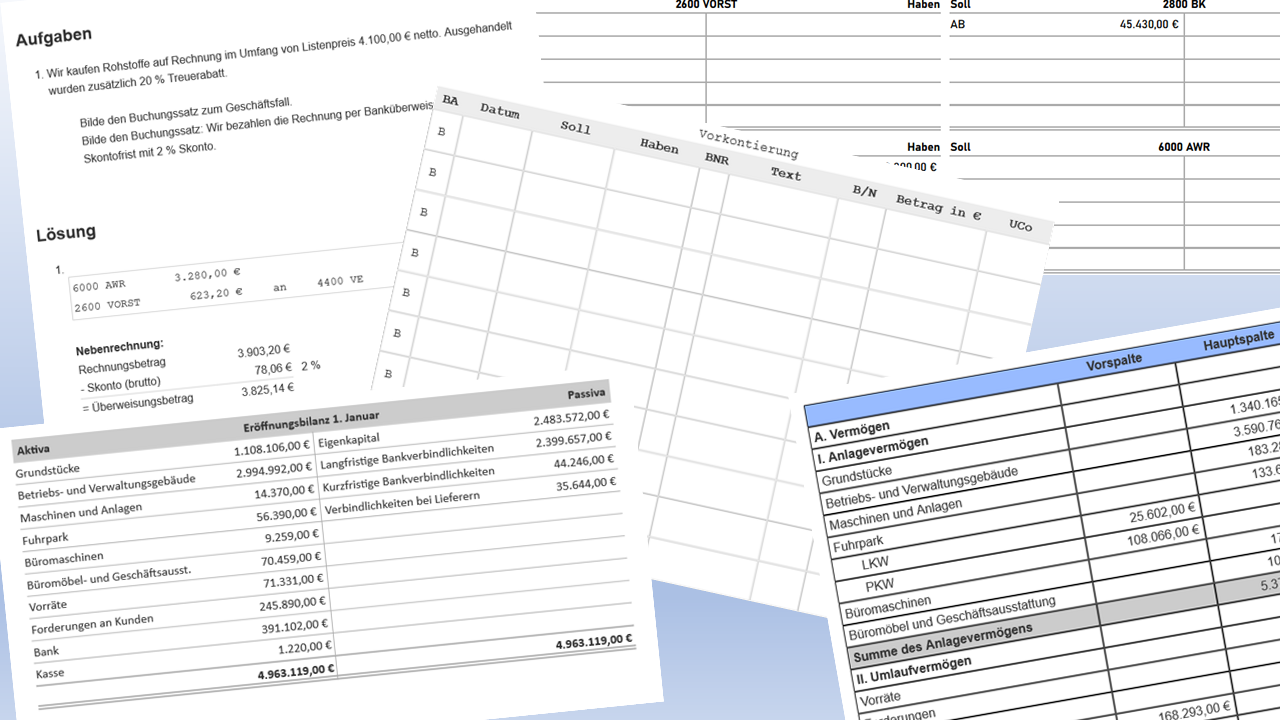 Aufgaben
1. Wir kaufen Rohstoffe auf Rechnung im Umfang von Listenpreis 4.100,00 € netto. Ausgehandelt
wurden zusätzlich 20 % Treuerabatt.
Bilde den Buchungssatz zum Geschäftsfall.
Bilde den Buchungssatz: Wir bezahlen die Rechnung per Banküberweis
Skontofrist mit 2 % Skonto.
Lösung
1.
6000 AWR 3.280,00 €
2600 VORST 623,20 € an 4400 VE
Nebenrechnung:
Rechnungsbetrag 3.903,20 €
- Skonto (brutto) 78,06 € 2 %
= Überweisungsbetrag 3.825,14 €
2600 VORST Haben
Soll 2800 BK
AB 45.430,00 €
Haben
00 €
Soll 6000 AWR
Vorkontierung
BA Datum Soll Haben BNR Text B/N Betrag in € UCo
B
B
B
B
B
B
B
Aktiva Eröffnungsbilanz 1. Januar Passiva
Grundstücke 1.108.106,00 € Eigenkapital 2.483.572,00 €
Betriebs- und Verwaltungsgebäude 2.994.992,00 € Langfristige Bankverbindlichkeiten 2.399.657,00 €
Maschinen und Anlagen 14.370,00 € Kurzfristige Bankverbindlichkeiten 44.246,00 €
Fuhrpark 56.390,00 € Verbindlichkeiten bei Lieferern 35.644,00 €
Büromaschinen 9.259,00 €
Büromöbel- und Geschäftsausst. 70.459,00 €
Vorräte 71.331,00 €
Forderungen an Kunden 245.890,00 €
Bank 391.102,00 €
Kasse 1.220,00 €
4.963.119,00 € 4.963.119,00 €
Vorspalte Hauptspalte
A. Vermögen
I. Anlagevermögen
Grundstücke 1.340.165
Betriebs- und Verwaltungsgebäude 3.590.76
Maschinen und Anlagen 183.28
Fuhrpark 133.6
LKW 25.602,00 €
PKW 108.066,00 €
Büromaschinen 17
Büromöbel und Geschäftsausstattung 10
Summe des Anlagevermögens 5.3
II. Umlaufvermögen
Vorräte
derungen 168.293,00 €